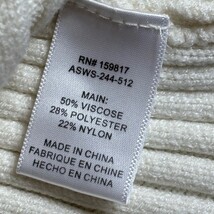 RN# 159817
ASWS-244-512
MAIN:
50% VISCOSE
28% POLYESTER
22% NYLON
MADE IN CHINA
FABRIQUE EN CHINE
HECHO EN CHINA